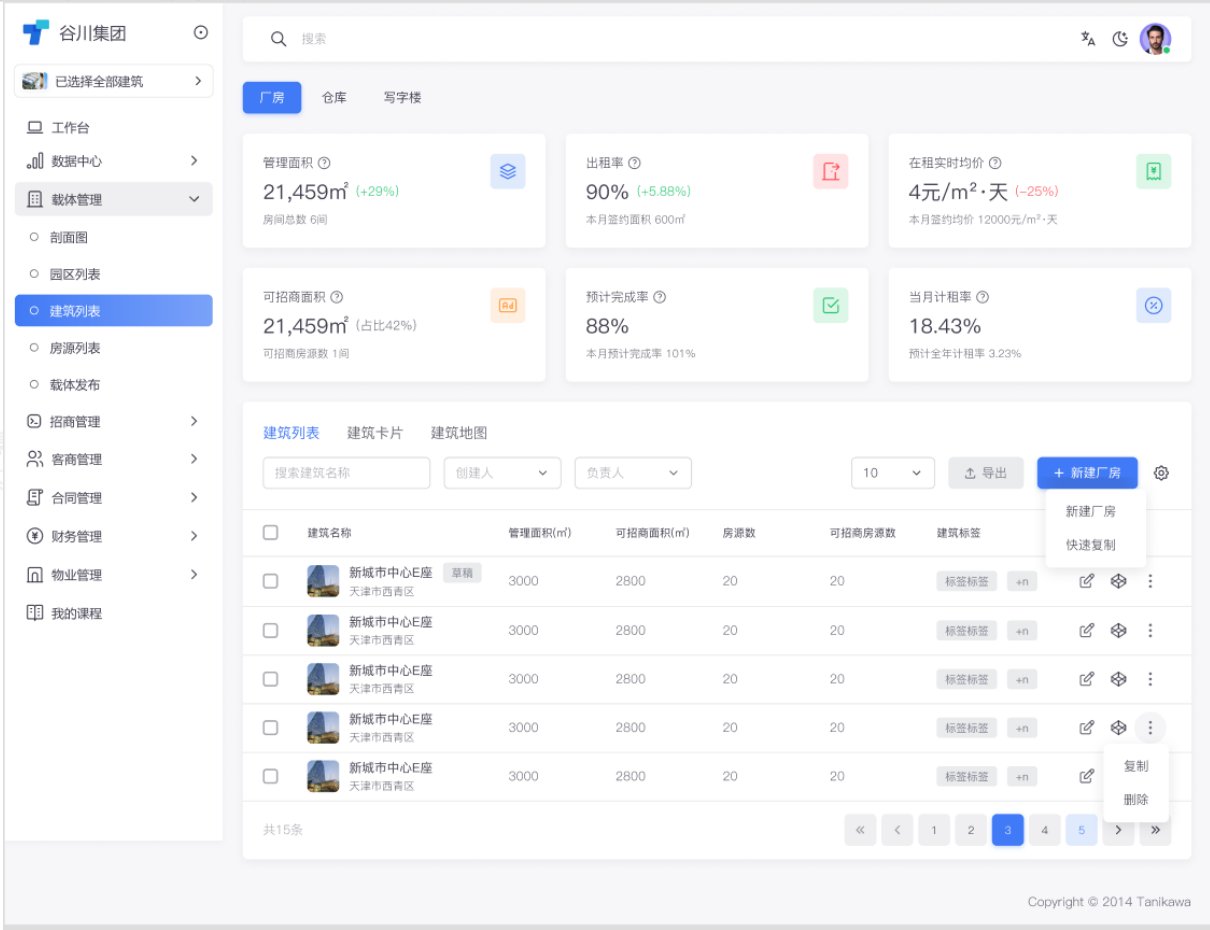 谷川集团
已选择全部建筑
工作台
数据中心
载体管理
剖面图
园区列表
建筑列表
房源列表
载体发布
招商管理
客商管理
合同管理
财务管理
物业管理
我的课程
搜索
厂房 仓库 写字楼
管理面积
21,459㎡ (+29%)
房间总数 6间
出租率
90% (+5.88%)
本月签约面积 600㎡
在租实时均价
4元/m²·天 (-25%)
本月签约均价 12000元/m²·天
可招商面积
21,459㎡ (占比42%)
可招商房源数 1间
预计完成率
88%
本月预计完成率 101%
当月计租率
18.43%
预计全年计租率 3.23%
建筑列表 建筑卡片 建筑地图
搜索建筑名称 创建人 负责人 10 导出 + 新建厂房
新建厂房
快速复制
建筑名称 管理面积(㎡) 可招商面积(㎡) 房源数 可招商房源数 建筑标签
新城市中心E座 草稿
天津市西青区
3000 2800 20 20 标签标签 +n
新城市中心E座
天津市西青区
3000 2800 20 20 标签标签 +n
新城市中心E座
天津市西青区
3000 2800 20 20 标签标签 +n
新城市中心E座
天津市西青区
3000 2800 20 20 标签标签 +n
新城市中心E座
天津市西青区
3000 2800 20 20 标签标签 +n
复制
删除
共15条
« < 1 2 3 4 5 > »
Copyright © 2014 Tanikawa